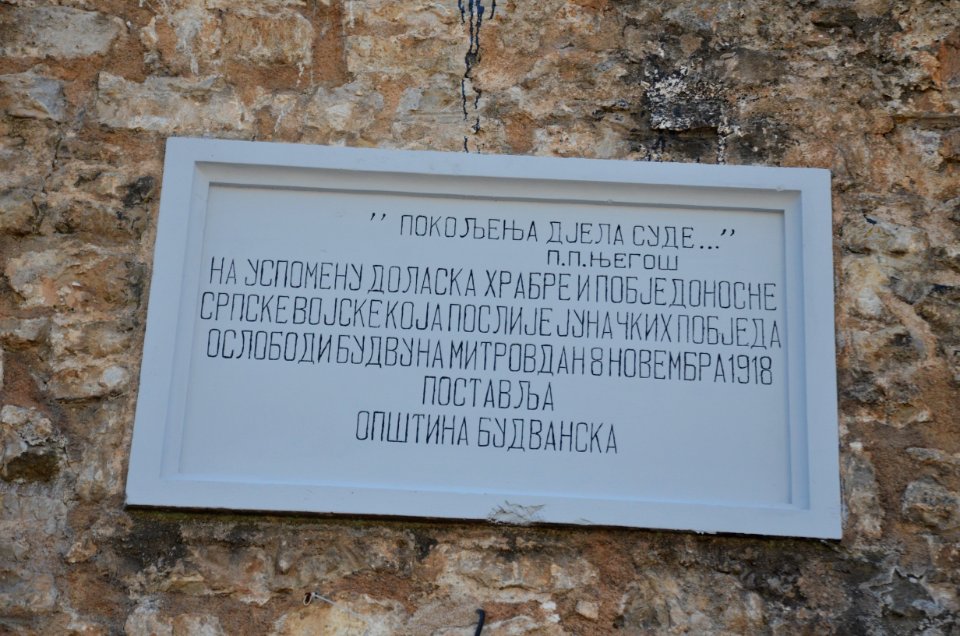 "ПОКОЉЕЊА ДЈЕЛА СУДЕ..."
П.П.ЊЕГОШ
НА УСПОМЕНУ ДОЛАСКА ХРАБРЕ И ПОБЈЕДОНОСНЕ
СРПСКЕ ВОЈСКЕ КОЈА ПОСЛИЈЕ ЈУНАЧКИХ ПОБЈЕДА
ОСЛОБОДИ БУДВУ НА МИТРОВДАН 8 НОВЕМБРА 1918
ПОСТАВЉА
ОПШТИНА БУДВАНСКА